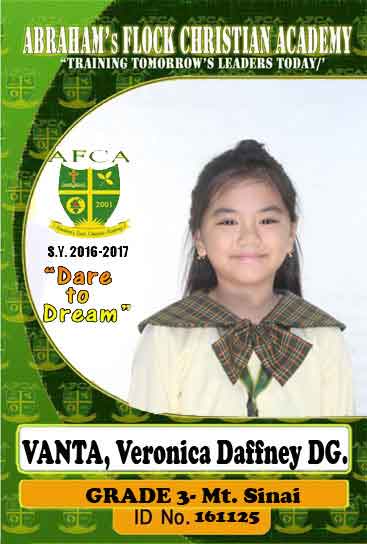 ABRAHAM's FLOCK CHRISTIAN ACADEMY
“TRAINING TOMORROW'S LEADERS TODAY/'
AFCA
2001
S.Y. 2016-2017
“Dare
to
Dream”
VANTA, Veronica Daffney DG.
GRADE 3- Mt. Sinai
ID No. 161125